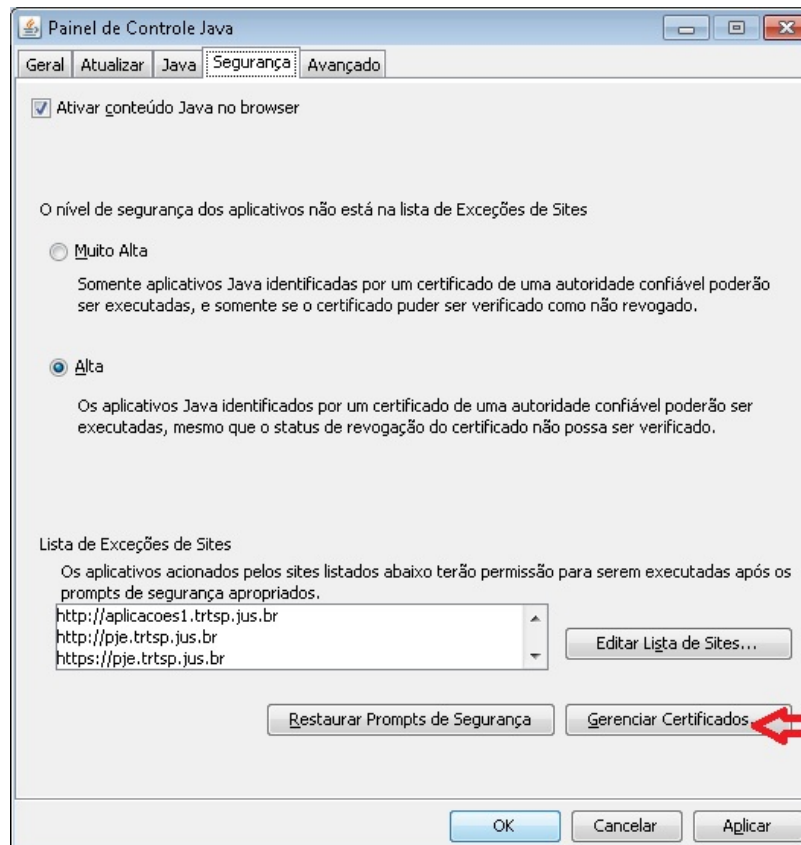 Painel de Controle Java
Geral Atualizar Java Segurança Avançado
Ativar conteúdo Java no browser
O nível de segurança dos aplicativos não está na lista de Exceções de Sites
Muito Alta
Somente aplicativos Java identificadas por um certificado de uma autoridade confiável poderão
ser executadas, e somente se o certificado puder ser verificado como não revogado.
Alta
Os aplicativos Java identificados por um certificado de uma autoridade confiável poderão ser
executadas, mesmo que o status de revogação do certificado não possa ser verificado.
Lista de Exceções de Sites
Os aplicativos acionados pelos sites listados abaixo terão permissão para serem executadas após os
prompts de segurança apropriados.
http://aplicacoes1.trtsp.jus.br
http://pje.trtsp.jus.br
https://pje.trtsp.jus.br
Editar Lista de Sites...
Restaurar Prompts de Segurança Gerenciar Certificados...
OK Cancelar Aplicar